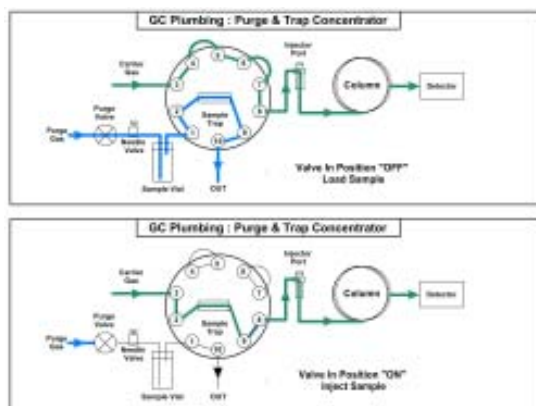 GC Plumbing : Purge & Trap Concentrator
Injector
Port
Carrier
Gas
Column
Detector
Purge
Valve
Sample
Trap
Purge
Gas
Needle
Valve
10
Sample Vial
OUT
Valve In Position "OFF"
Load Sample
GC Plumbing : Purge & Trap Concentrator
Injector
Port
Carrier
Gas
Column
Detector
Purge
Valve
Sample
Trap
Purge
Gas
Needle
Valve
10
Sample Vial
OUT
Valve In Position "ON"
Inject Sample